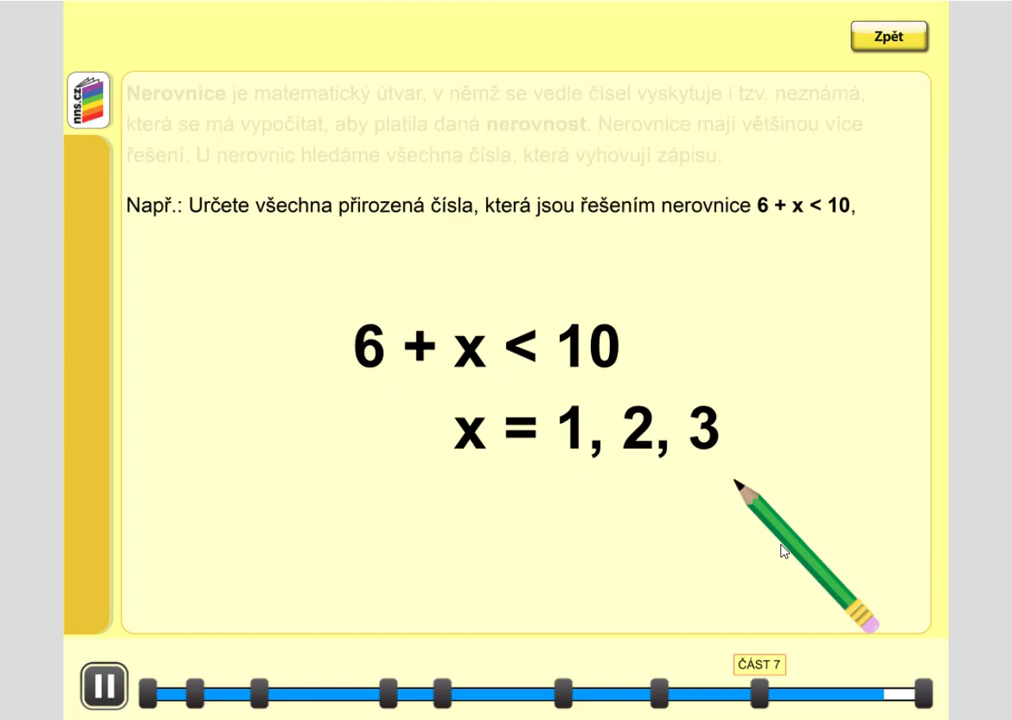 Zpět
nns.cz
Nerovnice je matematický útvar, v němž se vedle čísel vyskytuje i tzv. neznámá,
která se má vypočítat, aby platila daná nerovnost. Nerovnice mají většinou více
řešení. U nerovnic hledáme všechna čísla, která vyhovují zápisu.
Např.: Určete všechna přirozená čísla, která jsou řešením nerovnice 6 + x < 10,
6 + x < 10
x = 1, 2, 3
ČÁST 7